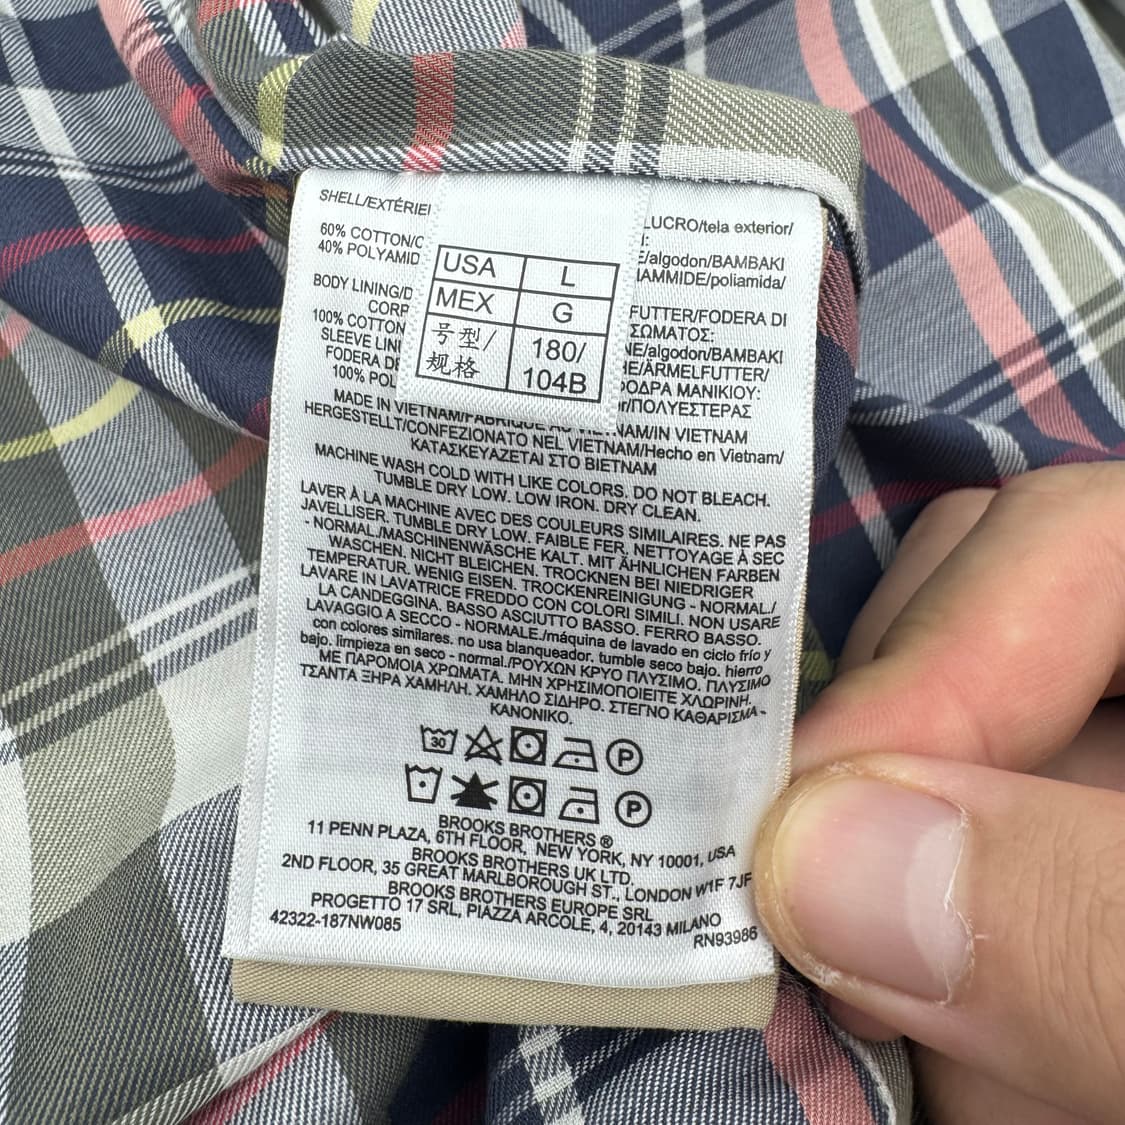 SHELL/EXTÉRIE
LUCRO/tela exterior/
60% COTTON/C
E/algodon/BAMBAKI
40% POLYAMID
IAMMIDE/poliamida/
USA L
MEX G
号型/规格 180/104B
BODY LINING/D
FUTTER/FODERA DI
CORP
ΣΩΜΑΤΟΣ:
100% COTTON
NE/algodon/BAMBAKI
SLEEVE LINI
HE/ÄRMELFUTTER/
FODERA DE
ΦΟΔΡΑ ΜΑΝΙΚΙΟΥ:
100% POL
r/ΠΟΛΥΕΣΤΕΡΑΣ
MADE IN VIETNAM/FABRIQUÉ AU VIETNAM/IN VIETNAM
HERGESTELLT/CONFEZIONATO NEL VIETNAM/Hecho en Vietnam/
ΚΑΤΑΣΚΕΥΑΖΕΤΑΙ ΣΤΟ ΒΙΕΤΝΑΜ
MACHINE WASH COLD WITH LIKE COLORS. DO NOT BLEACH.
TUMBLE DRY LOW. LOW IRON. DRY CLEAN.
LAVER À LA MACHINE AVEC DES COULEURS SIMILAIRES. NE PAS
JAVELLISER. TUMBLE DRY LOW. FAIBLE FER, NETTOYAGE À SEC
- NORMAL./MASCHINENWÄSCHE KALT. MIT ÄHNLICHEN FARBEN
WASCHEN. NICHT BLEICHEN. TROCKNEN BEI NIEDRIGER
TEMPERATUR. WENIG EISEN. TROCKENREINIGUNG - NORMAL./
LAVARE IN LAVATRICE FREDDO CON COLORI SIMILI. NON USARE
LA CANDEGGINA. BASSO ASCIUTTO BASSO. FERRO BASSO.
LAVAGGIO A SECCO - NORMALE./máquina de lavado en ciclo frío y
con colores similares. no usa blanqueador. tumble seco bajo. hierro
bajo. limpieza en seco - normal./ΡΟΥΧΩΝ ΚΡΥΟ ΠΛΥΣΙΜΟ. ΠΛΥΣΙΜΟ
ΜΕ ΠΑΡΟΜΟΙΑ ΧΡΩΜΑΤΑ. ΜΗΝ ΧΡΗΣΙΜΟΠΟΙΕΙΤΕ ΧΛΩΡΙΝΗ.
ΤΣΑΝΤΑ ΞΗΡΑ ΧΑΜΗΛΗ. ΧΑΜΗΛΟ ΣΙΔΗΡΟ. ΣΤΕΓΝΟ ΚΑΘΑΡΙΣΜΑ -
ΚΑΝΟΝΙΚΟ.
30 P
P
BROOKS BROTHERS ®
11 PENN PLAZA, 6TH FLOOR, NEW YORK, NY 10001, USA
BROOKS BROTHERS UK LTD,
2ND FLOOR, 35 GREAT MARLBOROUGH ST., LONDON W1F 7JF
BROOKS BROTHERS EUROPE SRL
PROGETTO 17 SRL, PIAZZA ARCOLE, 4, 20143 MILANO
42322-187NW085
RN93986